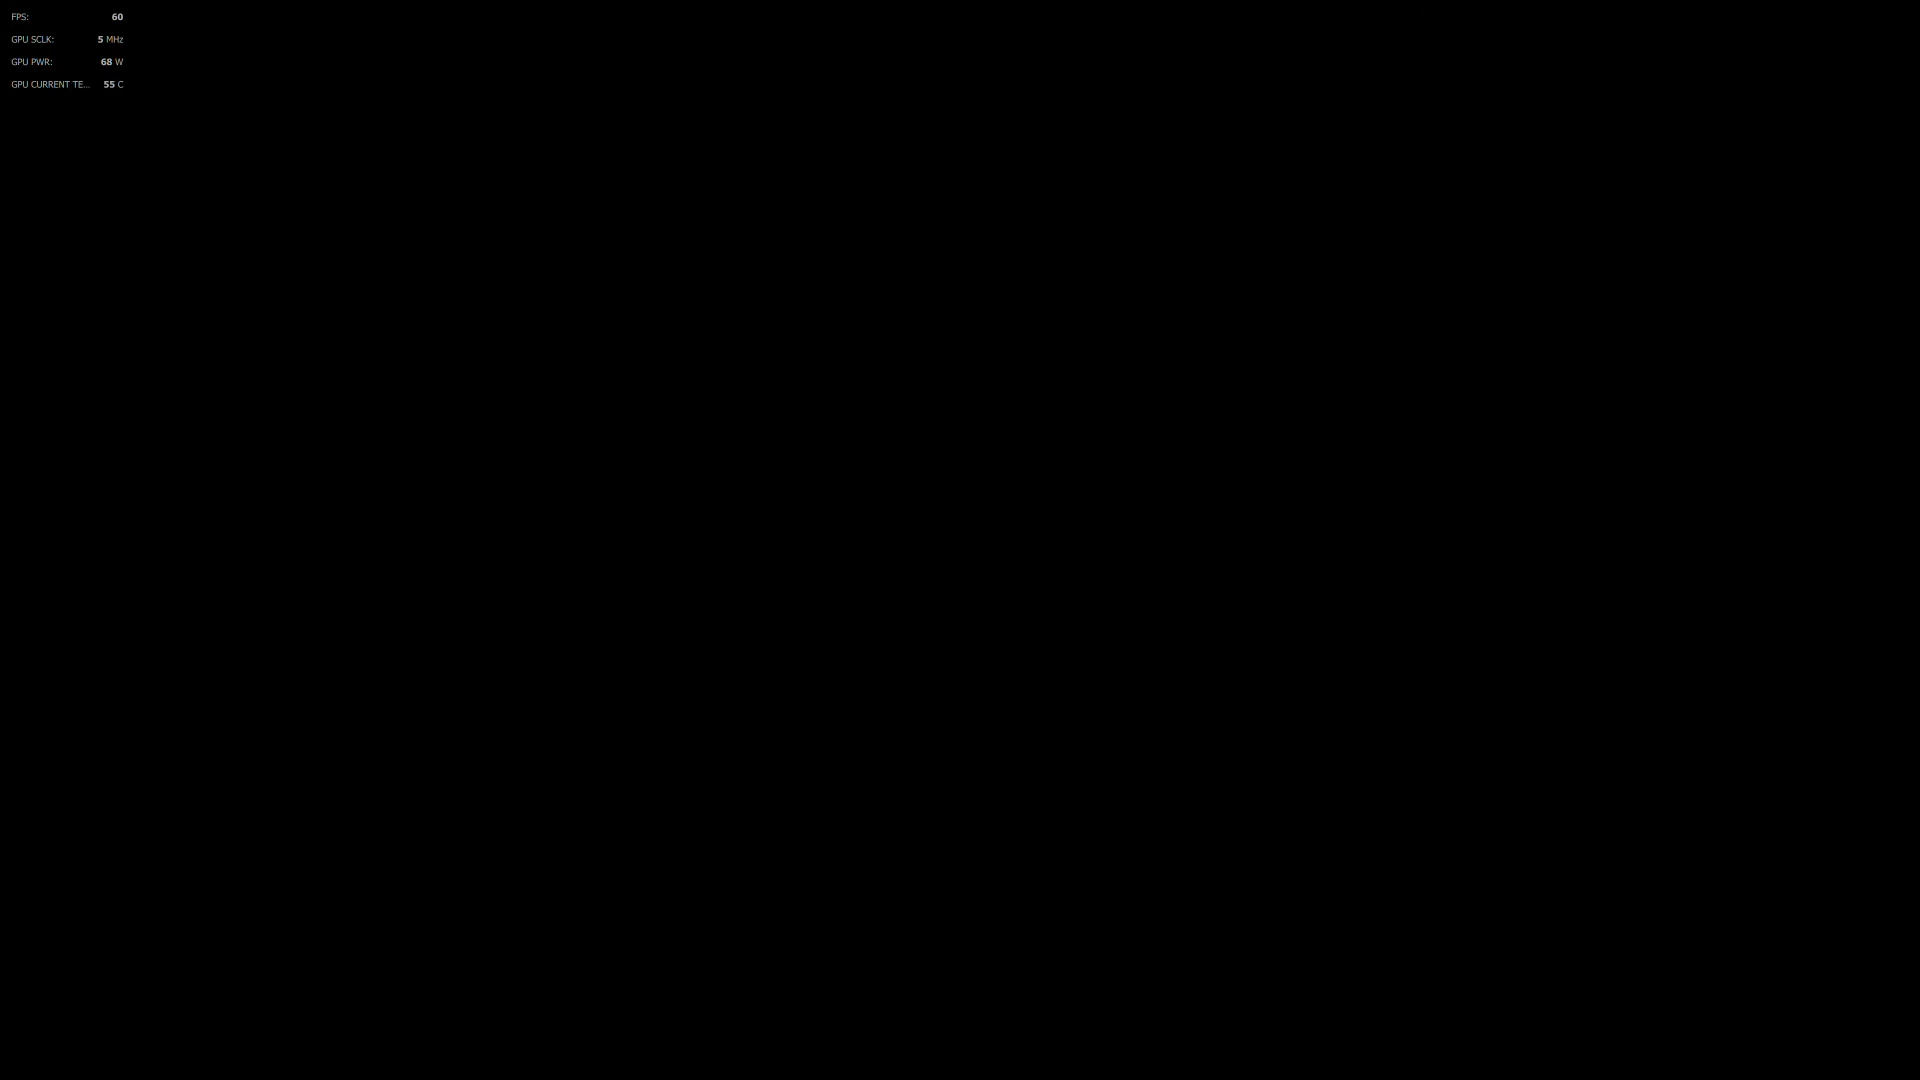 FPS: 60
GPU SCLK: 5 MHz
GPU PWR: 68 W
GPU CURRENT TE... 55 C